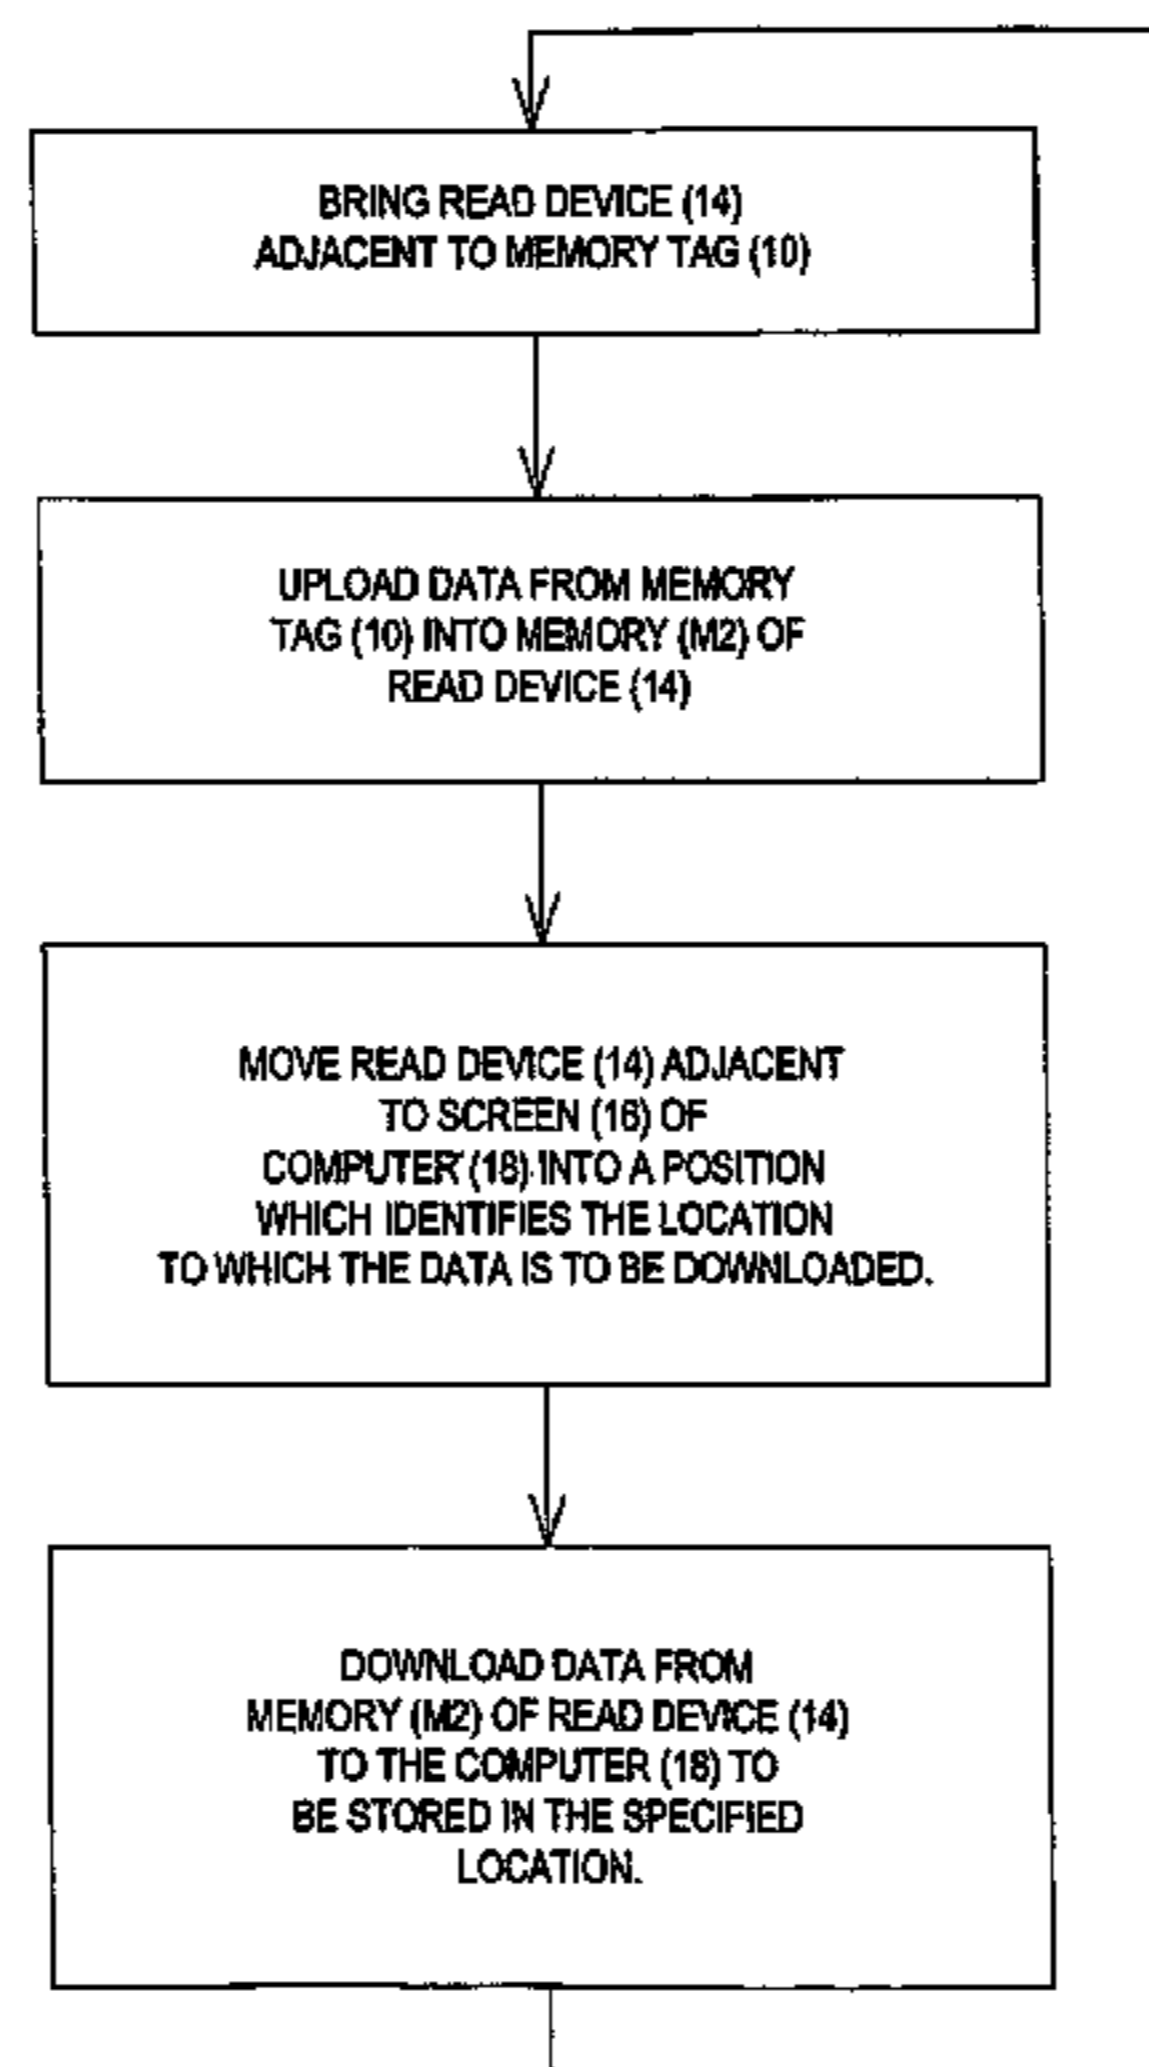 BRING READ DEVICE (14)
ADJACENT TO MEMORY TAG (10)
UPLOAD DATA FROM MEMORY
TAG (10) INTO MEMORY (M2) OF
READ DEVICE (14)
MOVE READ DEVICE (14) ADJACENT
TO SCREEN (16) OF
COMPUTER (18) INTO A POSITION
WHICH IDENTIFIES THE LOCATION
TO WHICH THE DATA IS TO BE DOWNLOADED.
DOWNLOAD DATA FROM
MEMORY (M2) OF READ DEVICE (14)
TO THE COMPUTER (18) TO
BE STORED IN THE SPECIFIED
LOCATION.